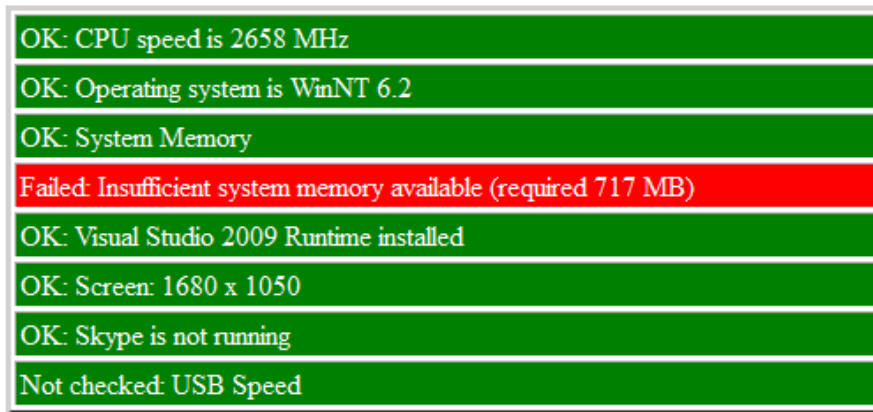 OK: CPU speed is 2658 MHz
OK: Operating system is WinNT 6.2
OK: System Memory
Failed: Insufficient system memory available (required 717 MB)
OK: Visual Studio 2009 Runtime installed
OK: Screen: 1680 x 1050
OK: Skype is not running
Not checked: USB Speed